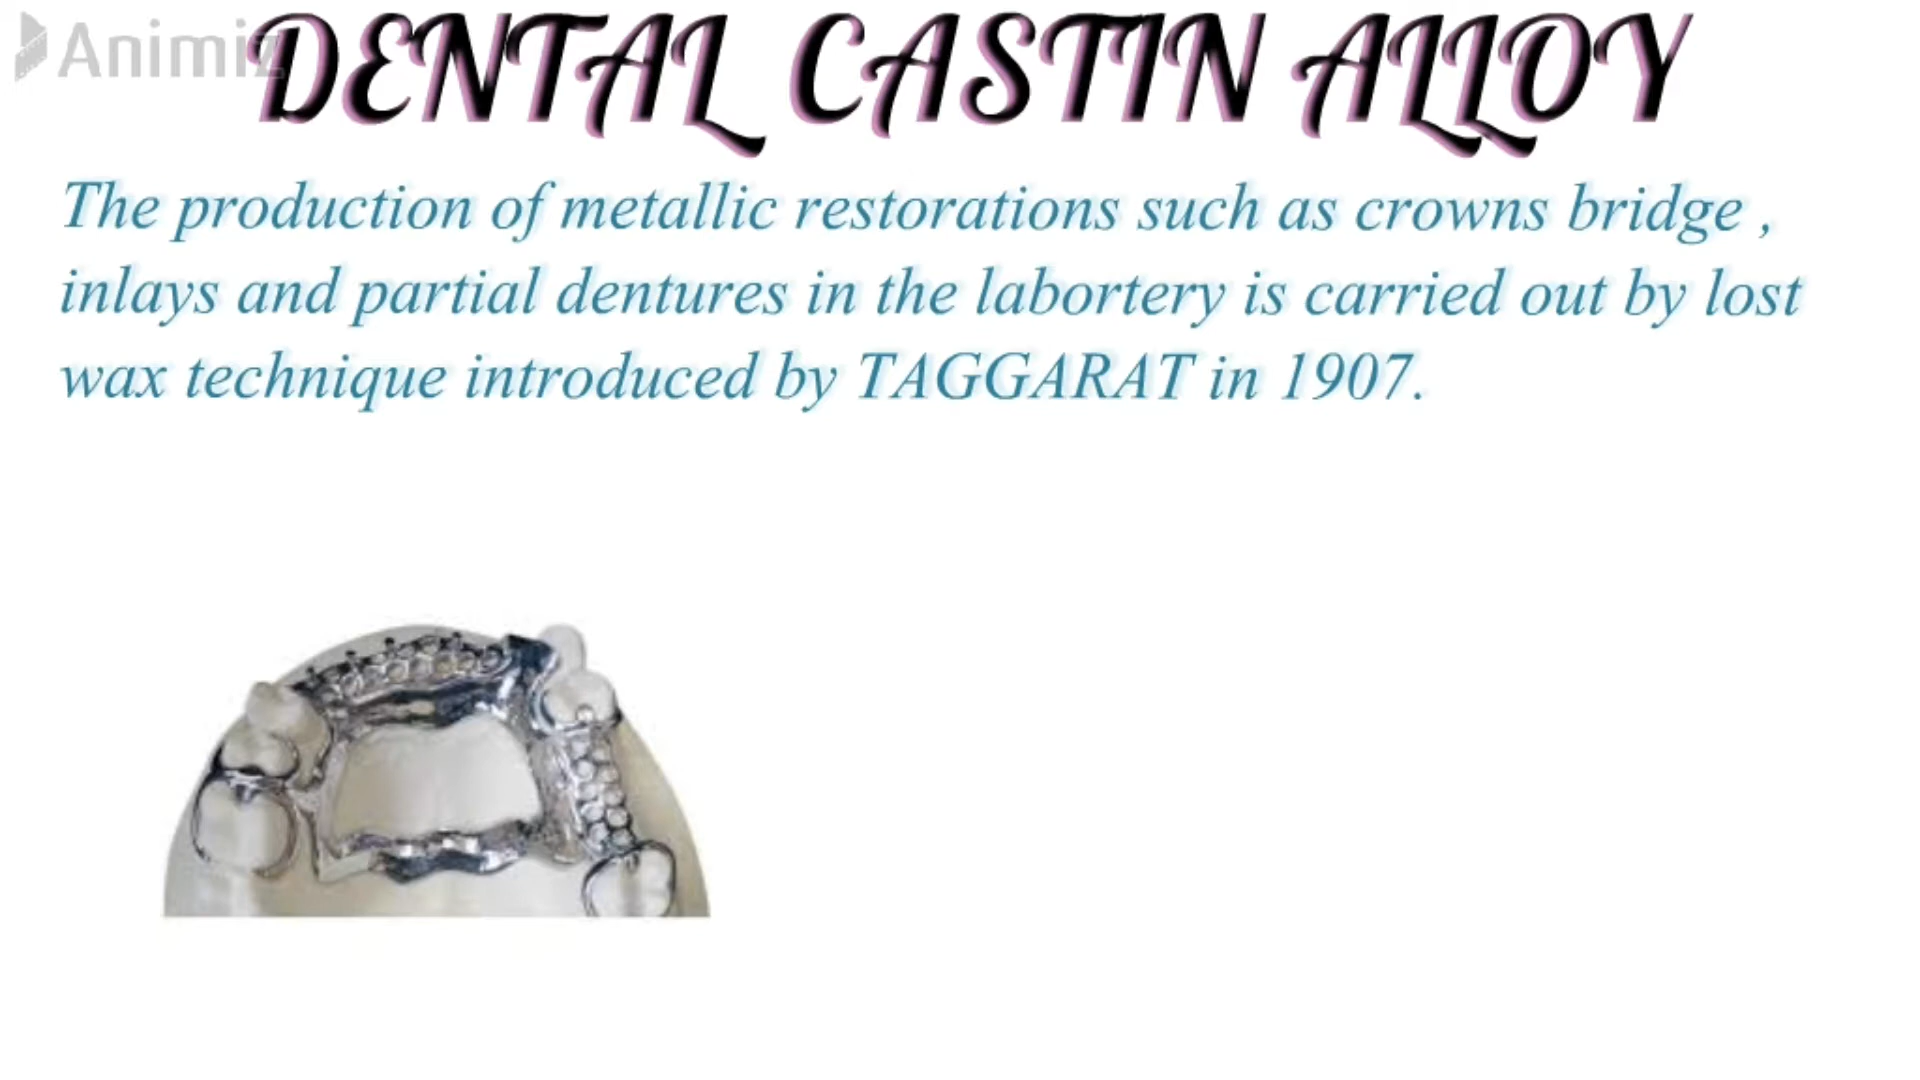 Animiz
DENTAL CASTIN ALLOY
The production of metallic restorations such as crowns bridge ,
inlays and partial dentures in the labortery is carried out by lost
wax technique introduced by TAGGARAT in 1907.